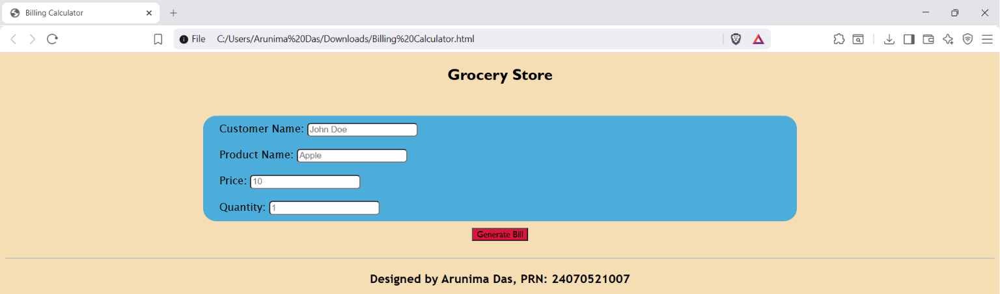 Billing Calculator
File C:/Users/Arunima%20Das/Downloads/Billing%20Calculator.html
Grocery Store
Customer Name: John Doe
Product Name: Apple
Price: 10
Quantity: 1
Generate Bill
Designed by Arunima Das, PRN: 24070521007